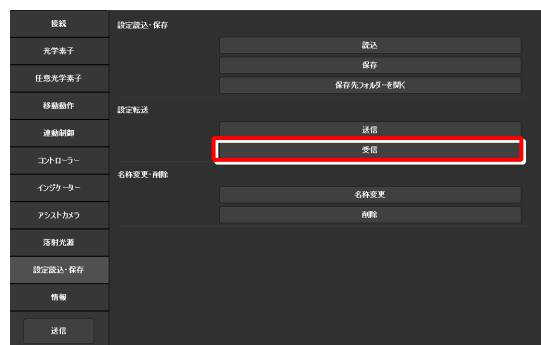 接続
光学素子
任意光学素子
移動動作
連動制御
コントローラー
インジケーター
アシストカメラ
落射光源
設定読込・保存
情報
送信
設定読込・保存
読込
保存
保存先フォルダーを開く
設定転送
送信
受信
名称変更・削除
名称変更
削除